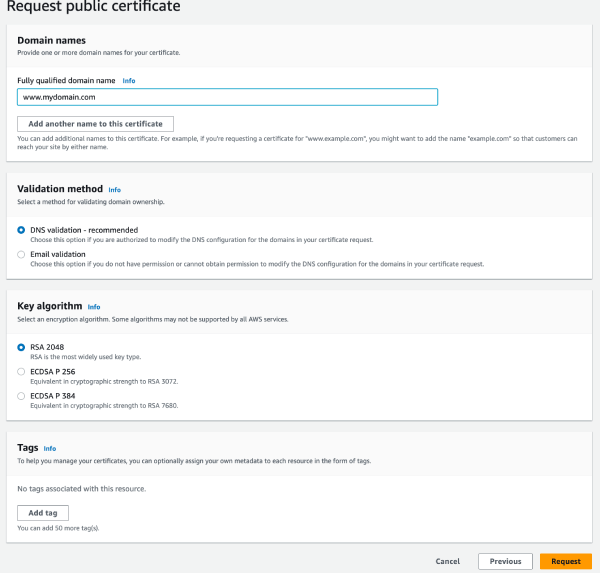 Request public certificate
Domain names
Provide one or more domain names for your certificate.
Fully qualified domain name Info
www.mydomain.com
Add another name to this certificate
You can add additional names to this certificate. For example, if you're requesting a certificate for "www.example.com", you might want to add the name "example.com" so that customers can
reach your site by either name.
Validation method Info
Select a method for validating domain ownership.
DNS validation - recommended
Choose this option if you are authorized to modify the DNS configuration for the domains in your certificate request.
Email validation
Choose this option if you do not have permission or cannot obtain permission to modify the DNS configuration for the domains in your certificate request.
Key algorithm Info
Select an encryption algorithm. Some algorithms may not be supported by all AWS services.
RSA 2048
RSA is the most widely used key type.
ECDSA P 256
Equivalent in cryptographic strength to RSA 3072.
ECDSA P 384
Equivalent in cryptographic strength to RSA 7680.
Tags Info
To help you manage your certificates, you can optionally assign your own metadata to each resource in the form of tags.
No tags associated with this resource.
Add tag
You can add 50 more tag(s).
Cancel Previous Request